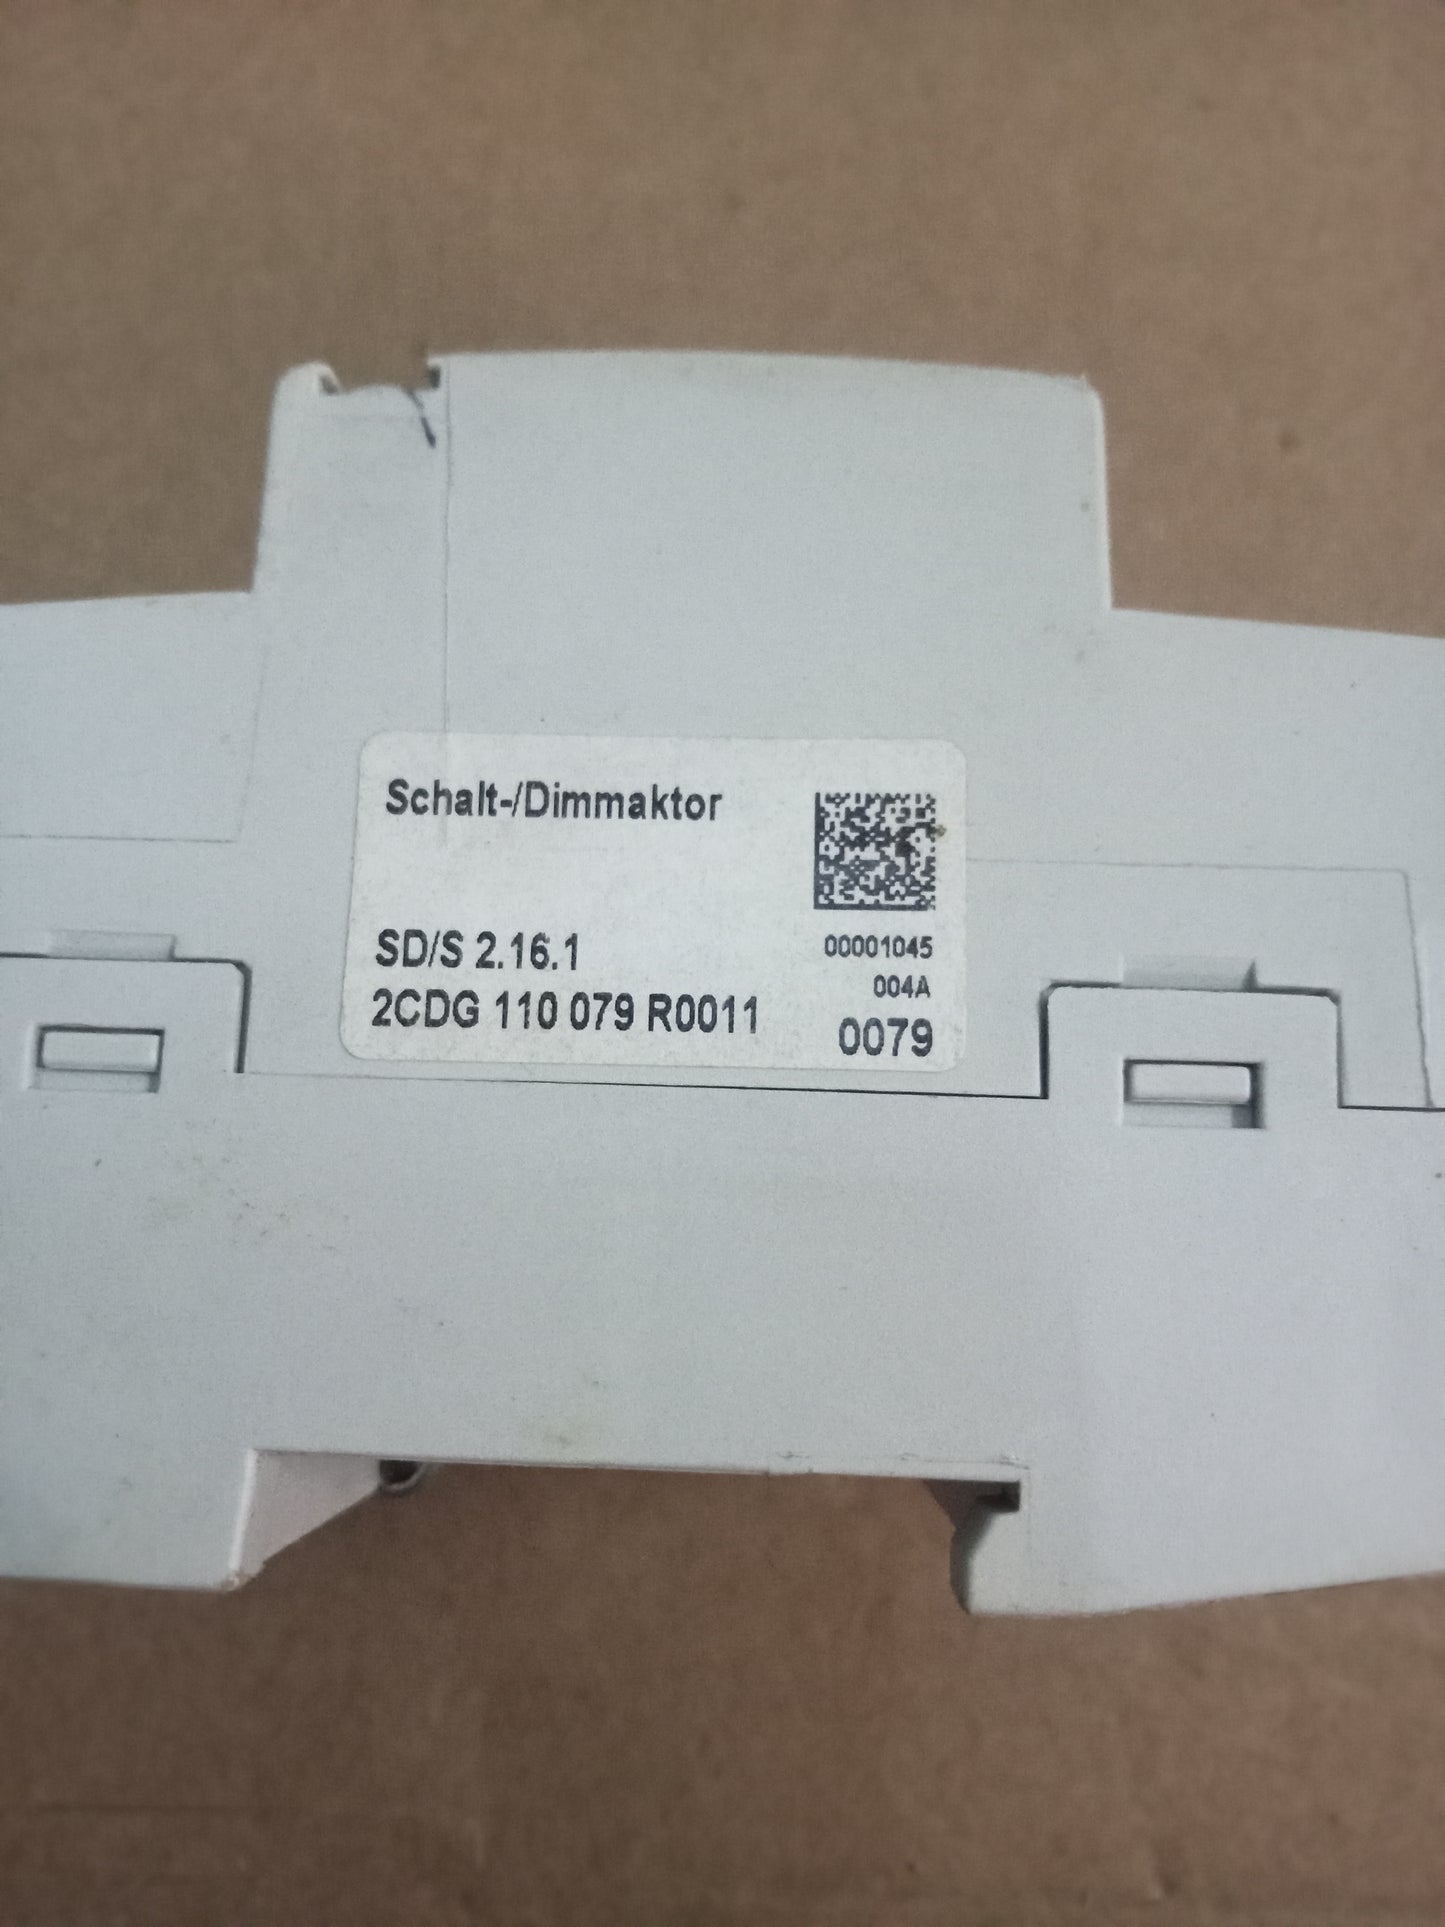 Schalt-/Dimmaktor
SD/S 2.16.1
2CDG 110 079 R0011
00001045
004A
0079